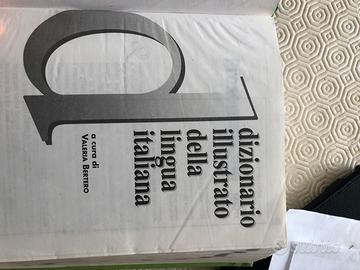 d
dizionario
illustrato
della
lingua
italiana
a cura di
VALERIA BERTERO